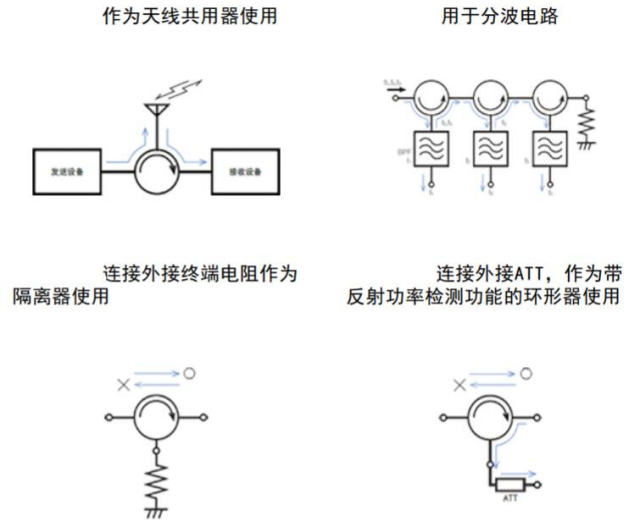 作为天线共用器使用
用于分波电路
发送设备
接收设备
BPF
连接外接终端电阻作为
隔离器使用
连接外接ATT，作为带
反射功率检测功能的环形器使用
ATT